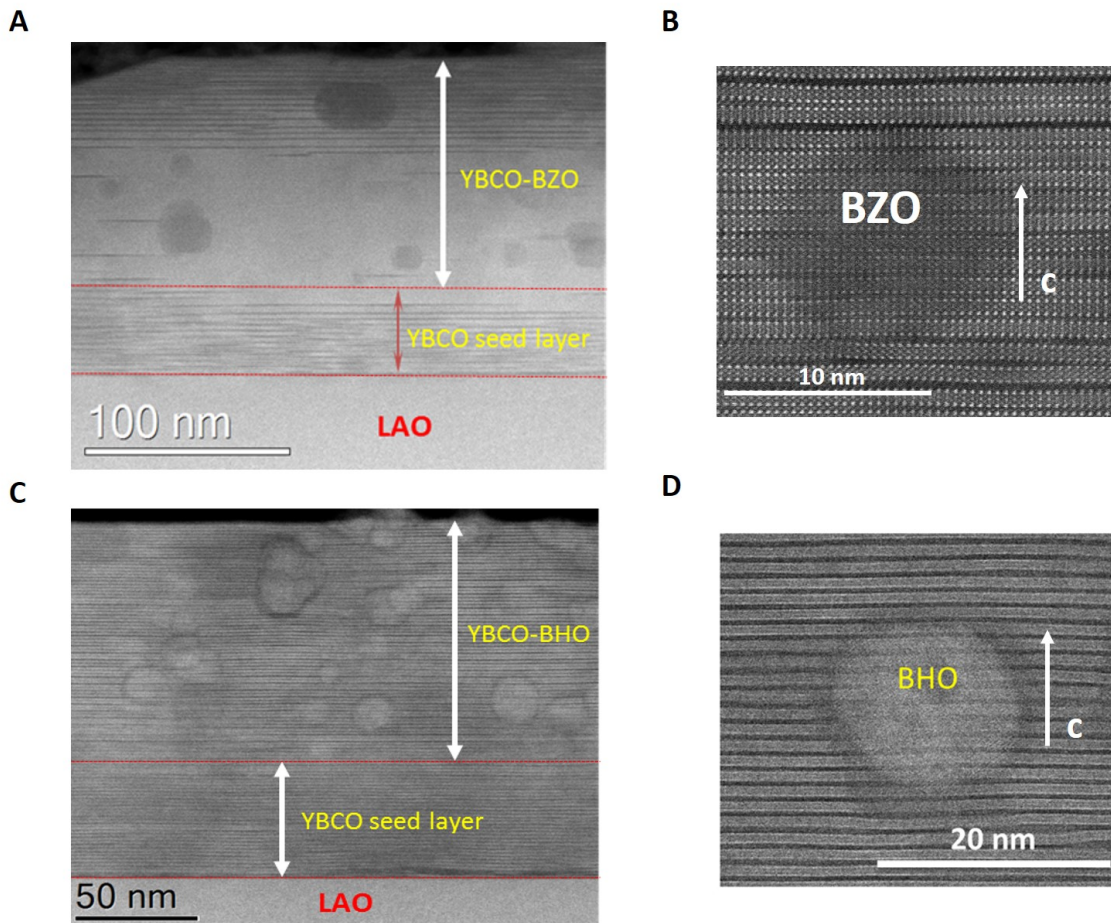 A
B
YBCO-BZO
YBCO seed layer
100 nm
LAO
BZO
c
10 nm
C
D
YBCO-BHO
YBCO seed layer
50 nm
LAO
BHO
c
20 nm